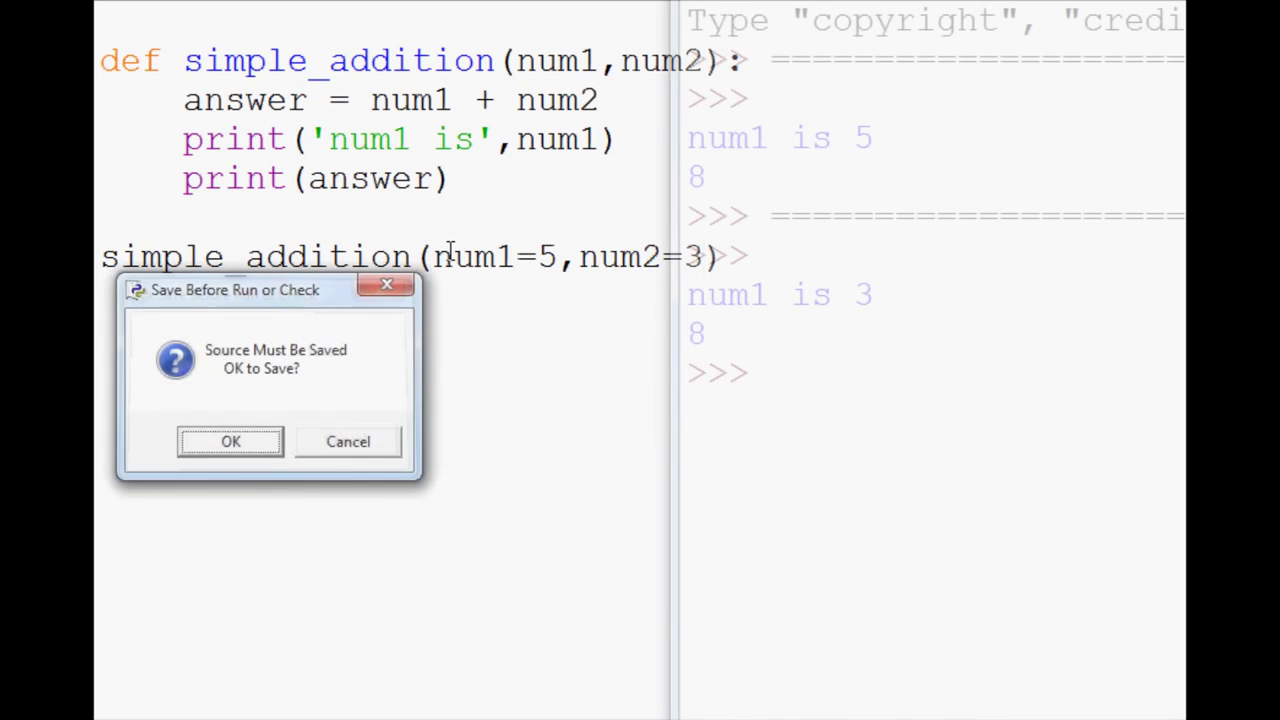 def simple_addition(num1,num2):
    answer = num1 + num2
    print('num1 is',num1)
    print(answer)
simple_addition(num1=5,num2=3)
Save Before Run or Check
Source Must Be Saved
OK to Save?
OK
Cancel
Type "copyright", "credi
>>> ====================
>>>
num1 is 5
8
>>> ====================
>>>
num1 is 3
8
>>>